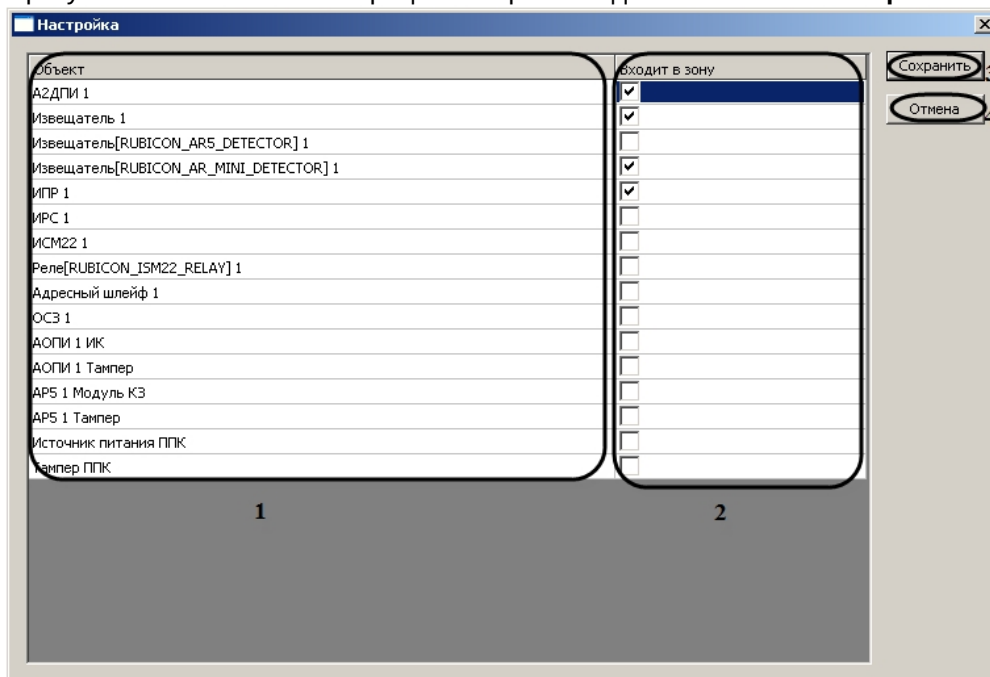 Настройка
Объект Входит в зону Сохранить 3
А2ДПИ 1
Отмена 4
Извещатель 1
Извещатель[RUBICON_AR5_DETECTOR] 1
Извещатель[RUBICON_AR_MINI_DETECTOR] 1
ИПР 1
ИРС 1
ИСМ22 1
Реле[RUBICON_ISM22_RELAY] 1
Адресный шлейф 1
ОСЗ 1
АОПИ 1 ИК
АОПИ 1 Тампер
АР5 1 Модуль КЗ
АР5 1 Тампер
Источник питания ППК
Тампер ППК
1 2